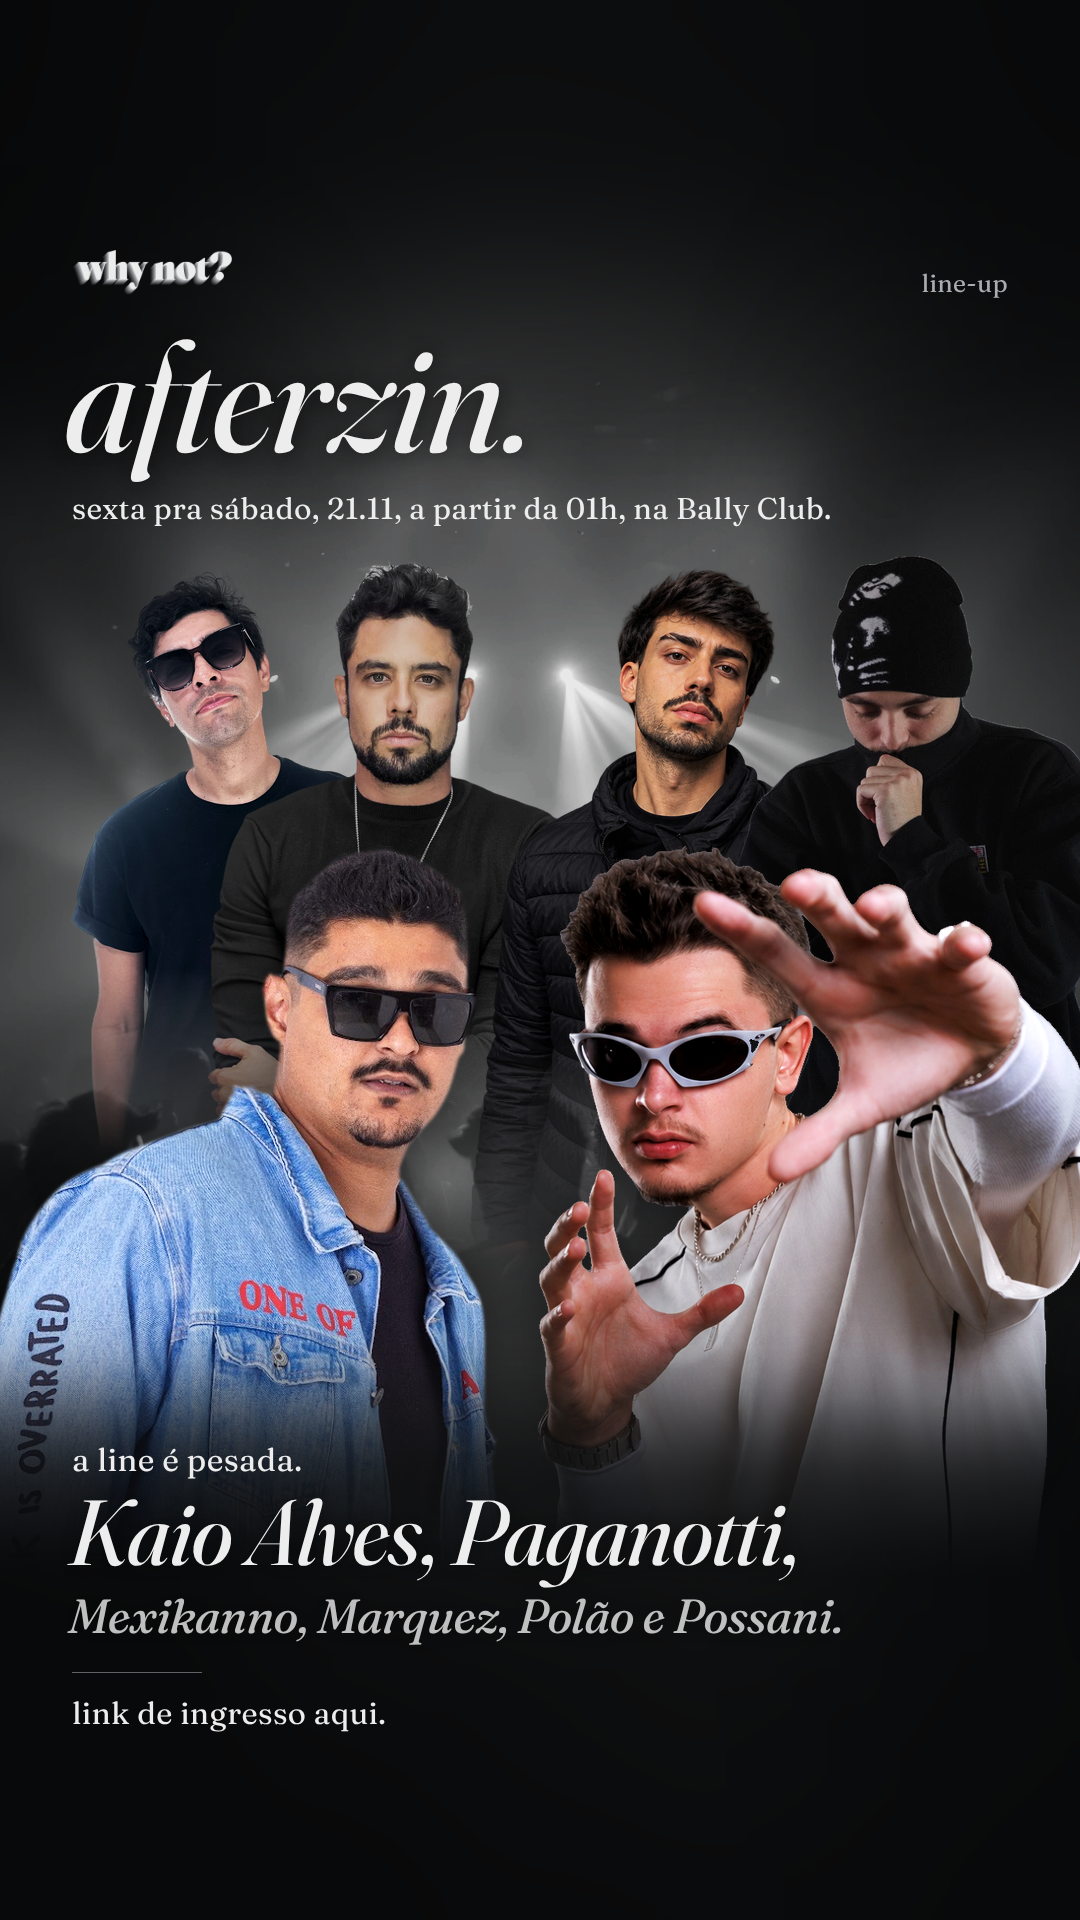 why not?
line-up
afterzin.
sexta pra sábado, 21.11, a partir da 01h, na Bally Club.
ONE OF
A
IS OVERRATED
a line é pesada.
Kaio Alves, Paganotti,
Mexikanno, Marquez, Polão e Possani.
link de ingresso aqui.